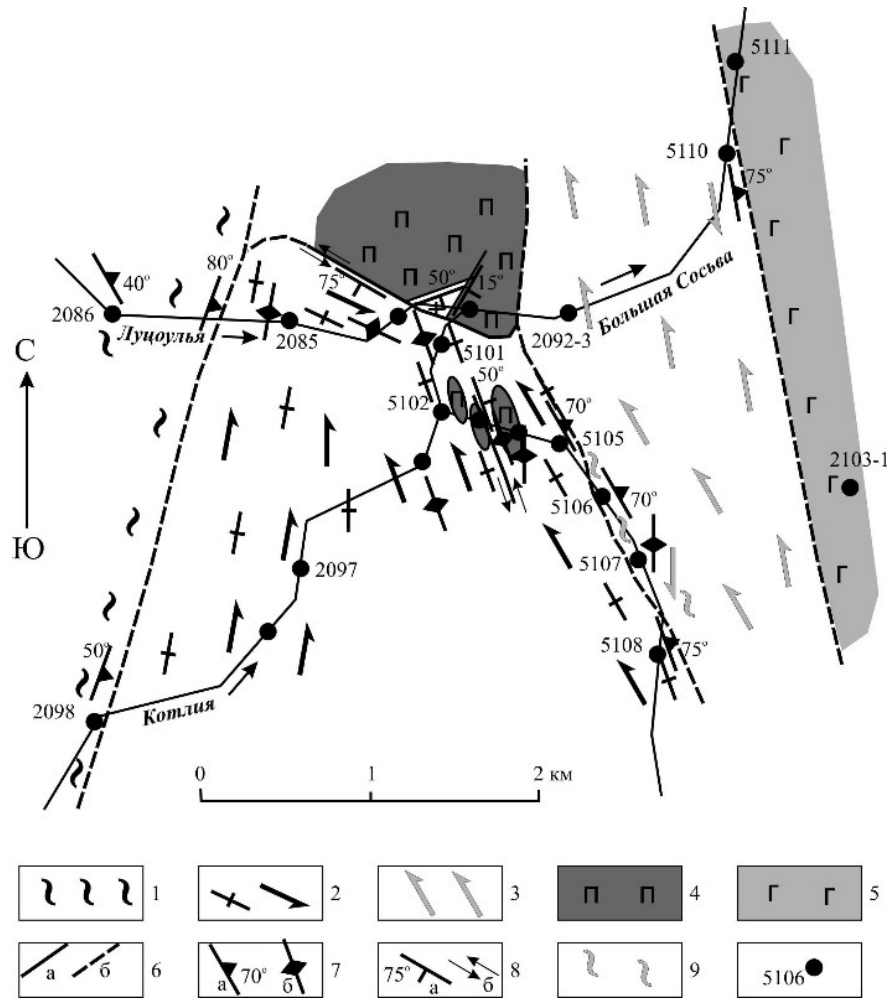 5111
Г
Г
5110
75°
П
П
П
П
П
Г
80°
40°
75°
50°
15°
Большая Сосьва
2086
Луцоулья
2085
П
2092-3
Г
С
5101
50°
5102
П
П
70°
5105
Г
2103-1
Г
Ю
5106
70°
2097
5107
Г
50°
5108
75°
2098
Котлия
0 1 2 км
1
2
3
П П 4
Г Г 5
а б 6
а 70° б 7
75° а б 8
9
5106 10